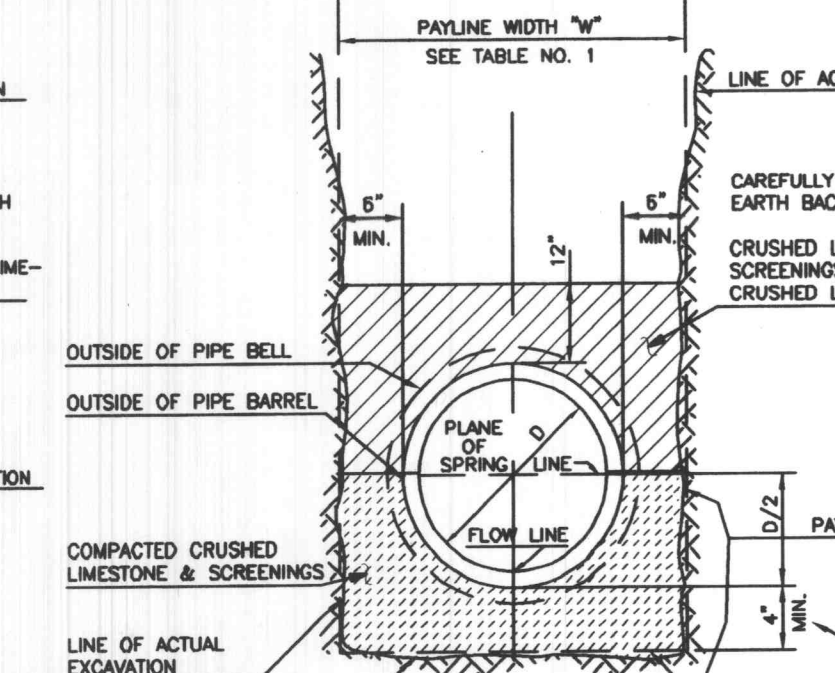 PAYLINE WIDTH "W"
SEE TABLE NO. 1
N
LINE OF AC
CAREFULLY
EARTH BAC
H
6"
MIN.
6"
MIN.
12"
CRUSHED L
SCREENINGS
CRUSHED L
IME-
OUTSIDE OF PIPE BELL
OUTSIDE OF PIPE BARREL
PLANE
OF
SPRING LINE
D
TION
FLOW LINE
D/2
PA
COMPACTED CRUSHED
LIMESTONE & SCREENINGS
4"
MIN.
LINE OF ACTUAL
EXCAVATION